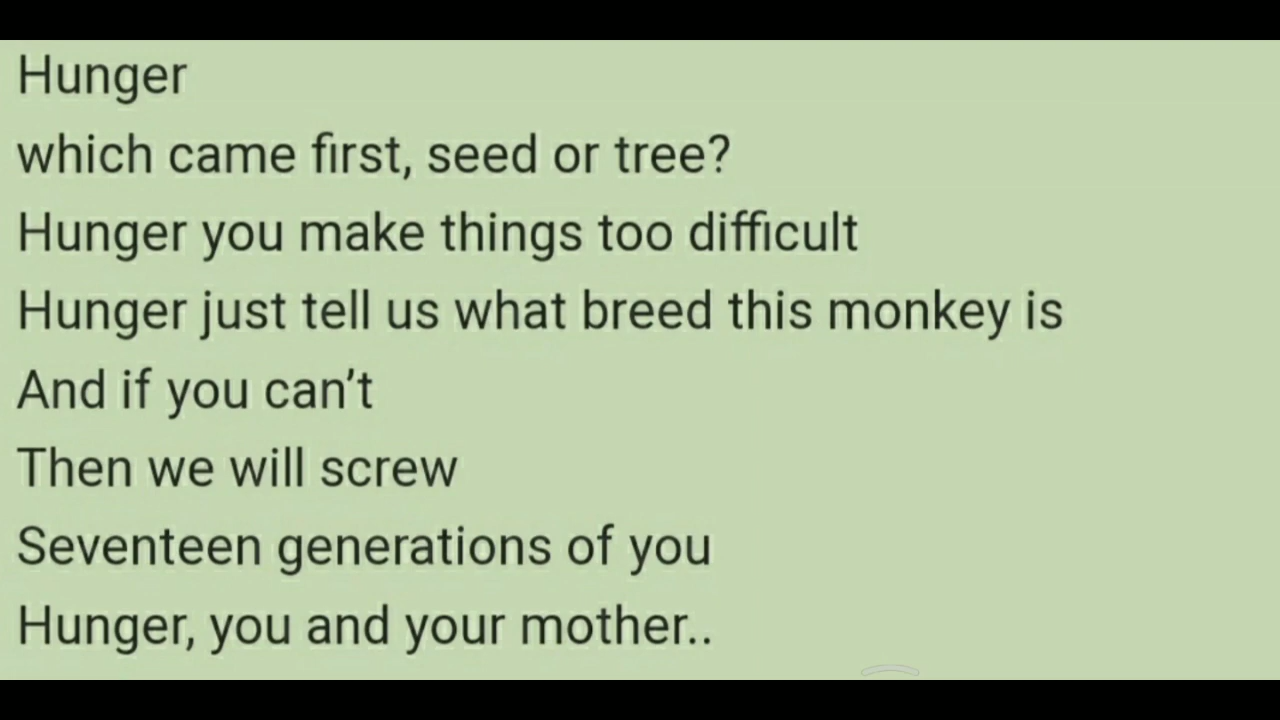 Hunger
which came first, seed or tree?
Hunger you make things too difficult
Hunger just tell us what breed this monkey is
And if you can’t
Then we will screw
Seventeen generations of you
Hunger, you and your mother..